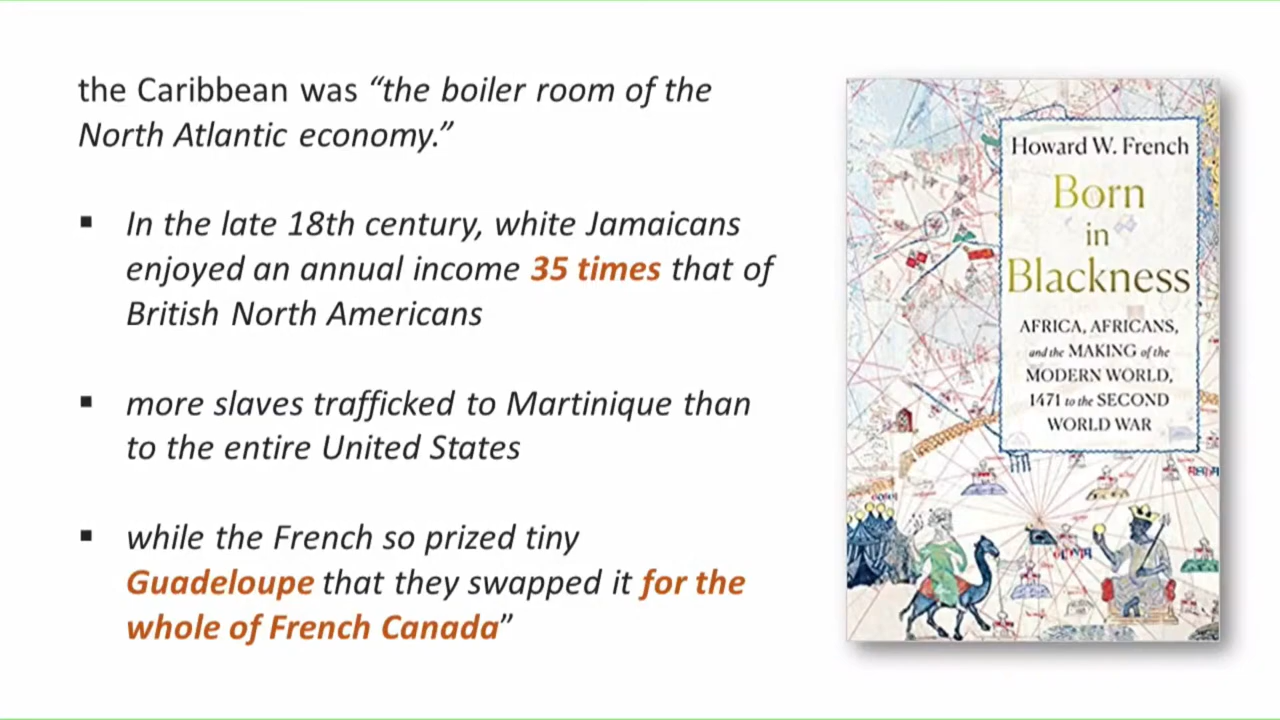 the Caribbean was “the boiler room of the
North Atlantic economy.”
▪ In the late 18th century, white Jamaicans
enjoyed an annual income 35 times that of
British North Americans
▪ more slaves trafficked to Martinique than
to the entire United States
▪ while the French so prized tiny
Guadeloupe that they swapped it for the
whole of French Canada”
Howard W. French
Born
in
Blackness
AFRICA, AFRICANS,
and the MAKING of the
MODERN WORLD,
1471 to the SECOND
WORLD WAR